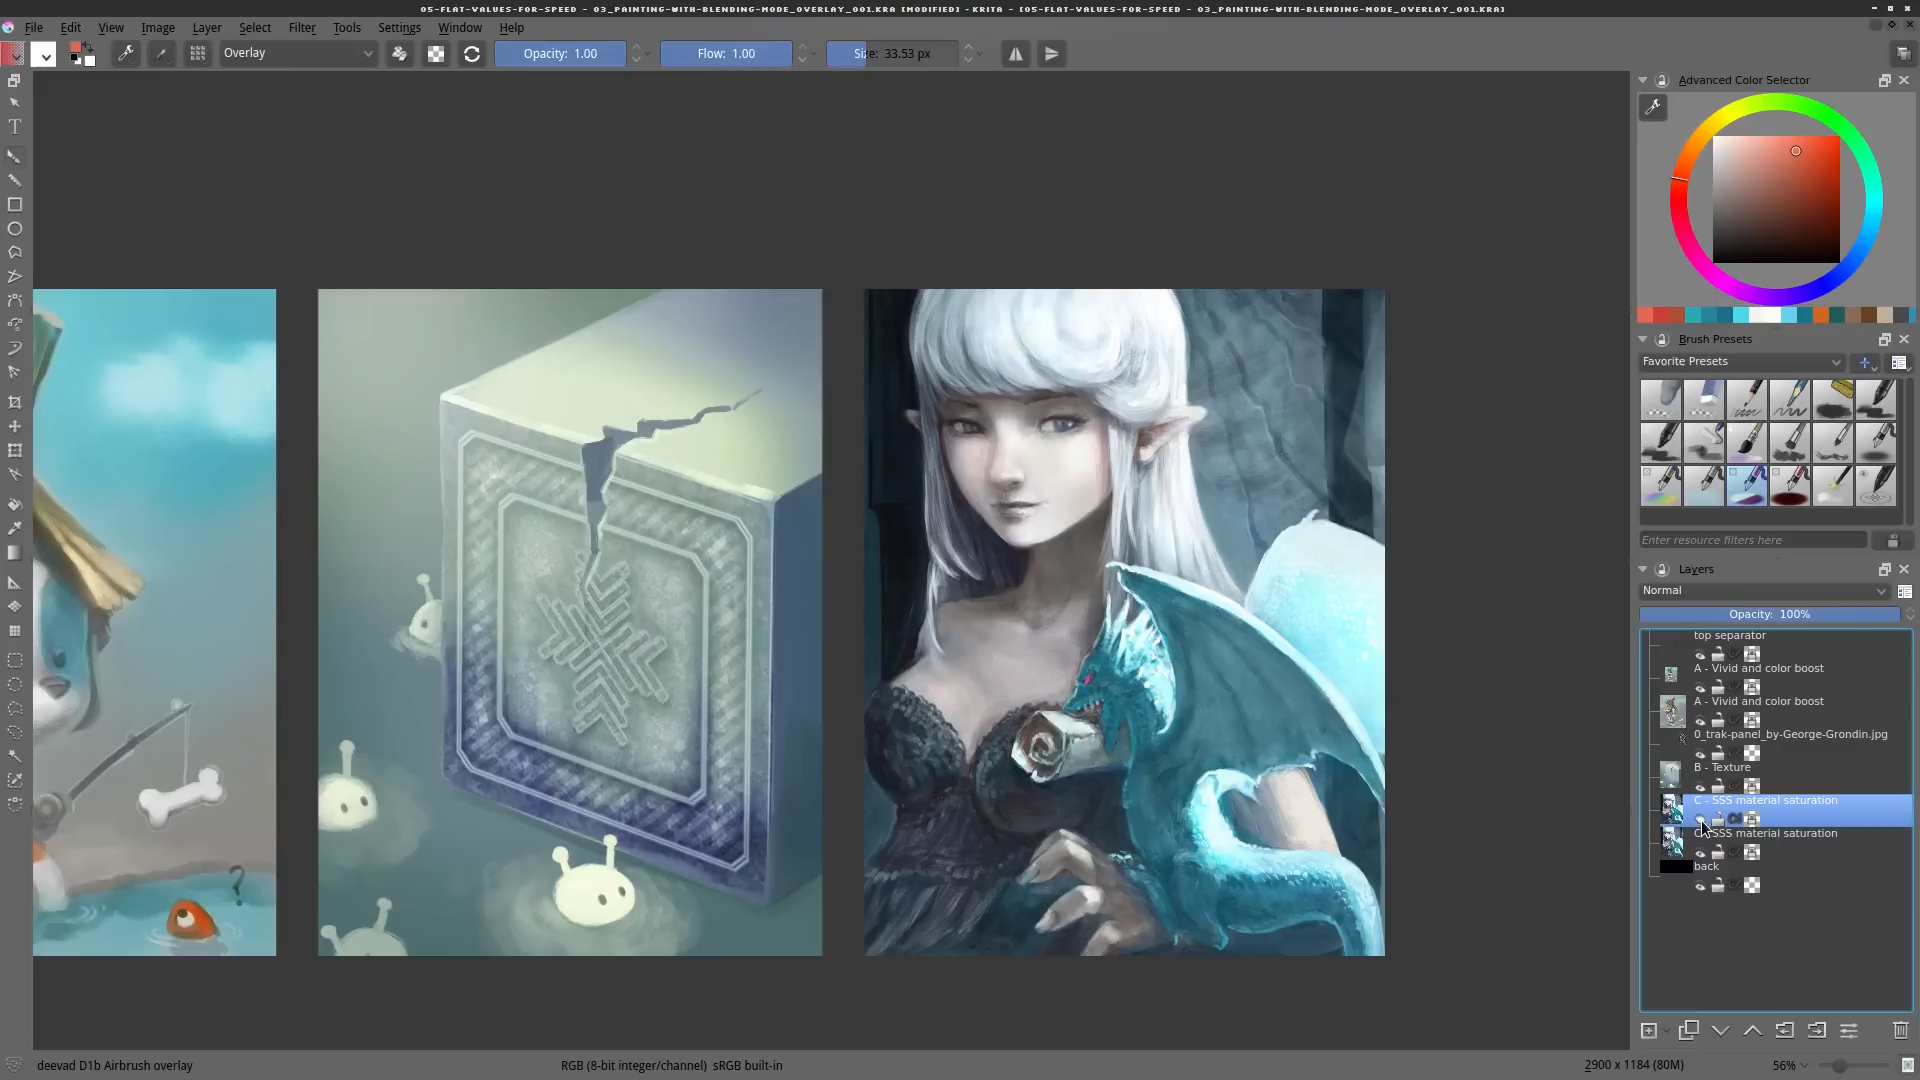 05-FLAT-VALUES-FOR-SPEED - 03_PAINTING-WITH-BLENDING-MODE_OVERLAY_001.KRA [MODIFIED] - KRITA - [05-FLAT-VALUES-FOR-SPEED - 03_PAINTING-WITH-BLENDING-MODE_OVERLAY_001.KRA]
File Edit View Image Layer Select Filter Tools Settings Window Help
Overlay Opacity: 1.00 Flow: 1.00 Size: 33.53 px
Advanced Color Selector
Brush Presets
Favorite Presets
Enter resource filters here
Layers
Normal
Opacity: 100%
top separator
A - Vivid and color boost
A - Vivid and color boost
0_trak-panel_by-George-Grondin.jpg
B - Texture
C - SSS material saturation
C - SSS material saturation
back
?
deevad D1b Airbrush overlay RGB (8-bit integer/channel) sRGB built-in 2900 x 1184 (80M) 56%